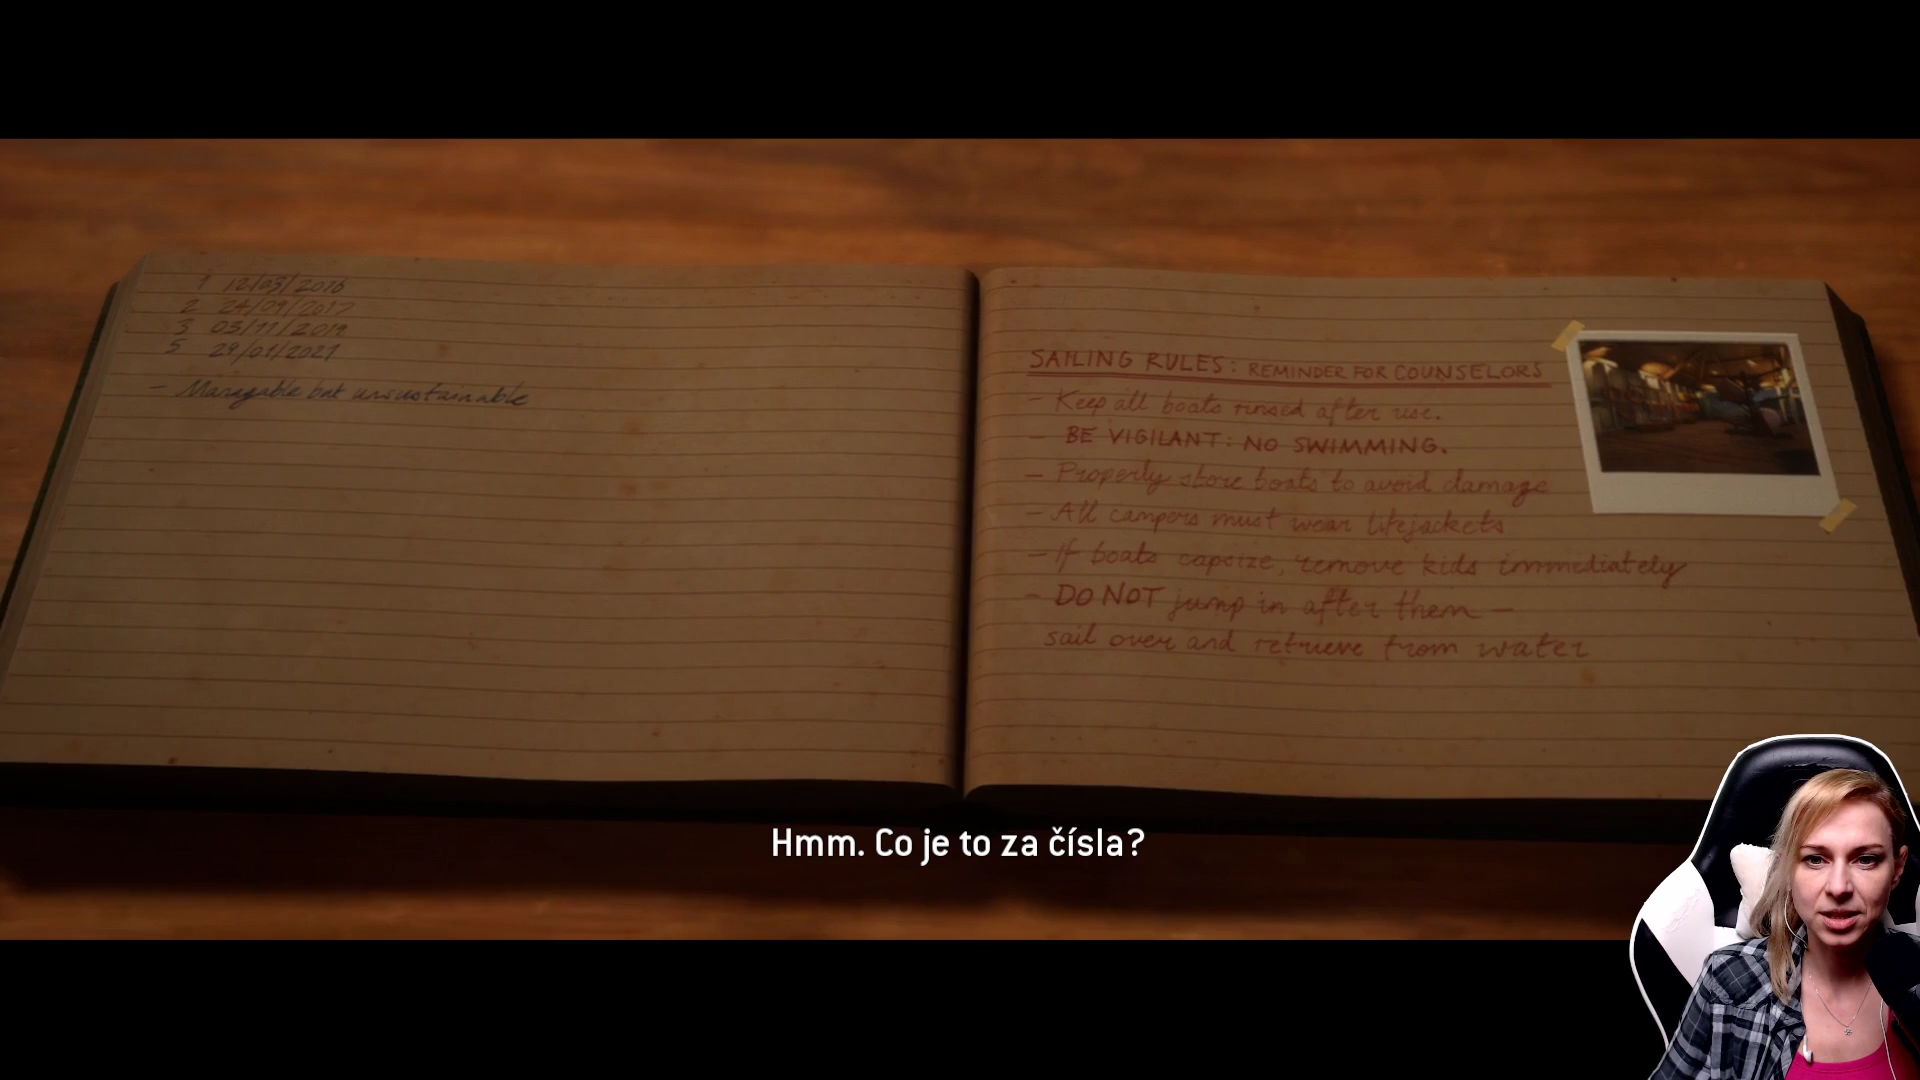 1 12/03/2016
2 24/09/2017
3 03/11/2019
5 29/01/2021
- Managable but unsustainable
SAILING RULES: REMINDER FOR COUNSELORS
- Keep all boats rinsed after use.
- BE VIGILANT: NO SWIMMING.
- Properly store boats to avoid damage
- All campers must wear lifejackets
- If boats capsize, remove kids immediately
- DO NOT jump in after them -
sail over and retrieve from water
Hmm. Co je to za čísla?